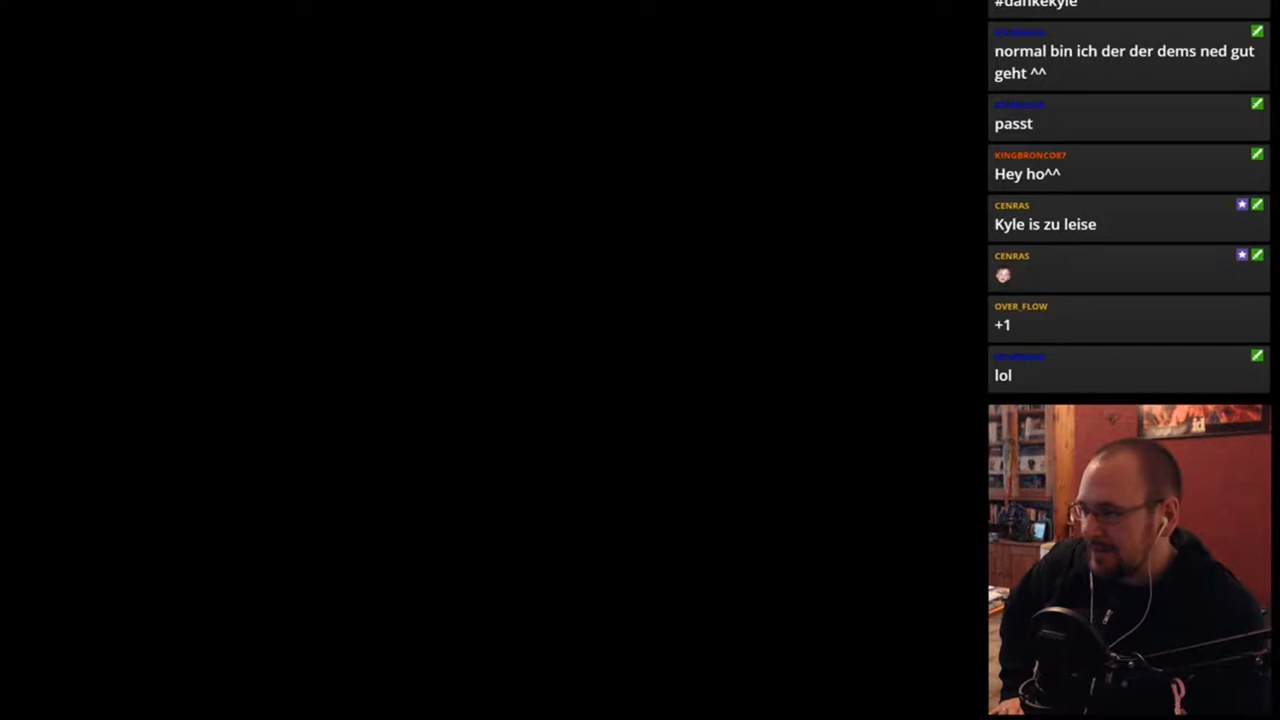 #dankekyle
normal bin ich der der dems ned gut
geht ^^
passt
KINGBRONCO87
Hey ho^^
CENRAS
Kyle is zu leise
CENRAS
OVER_FLOW
+1
lol